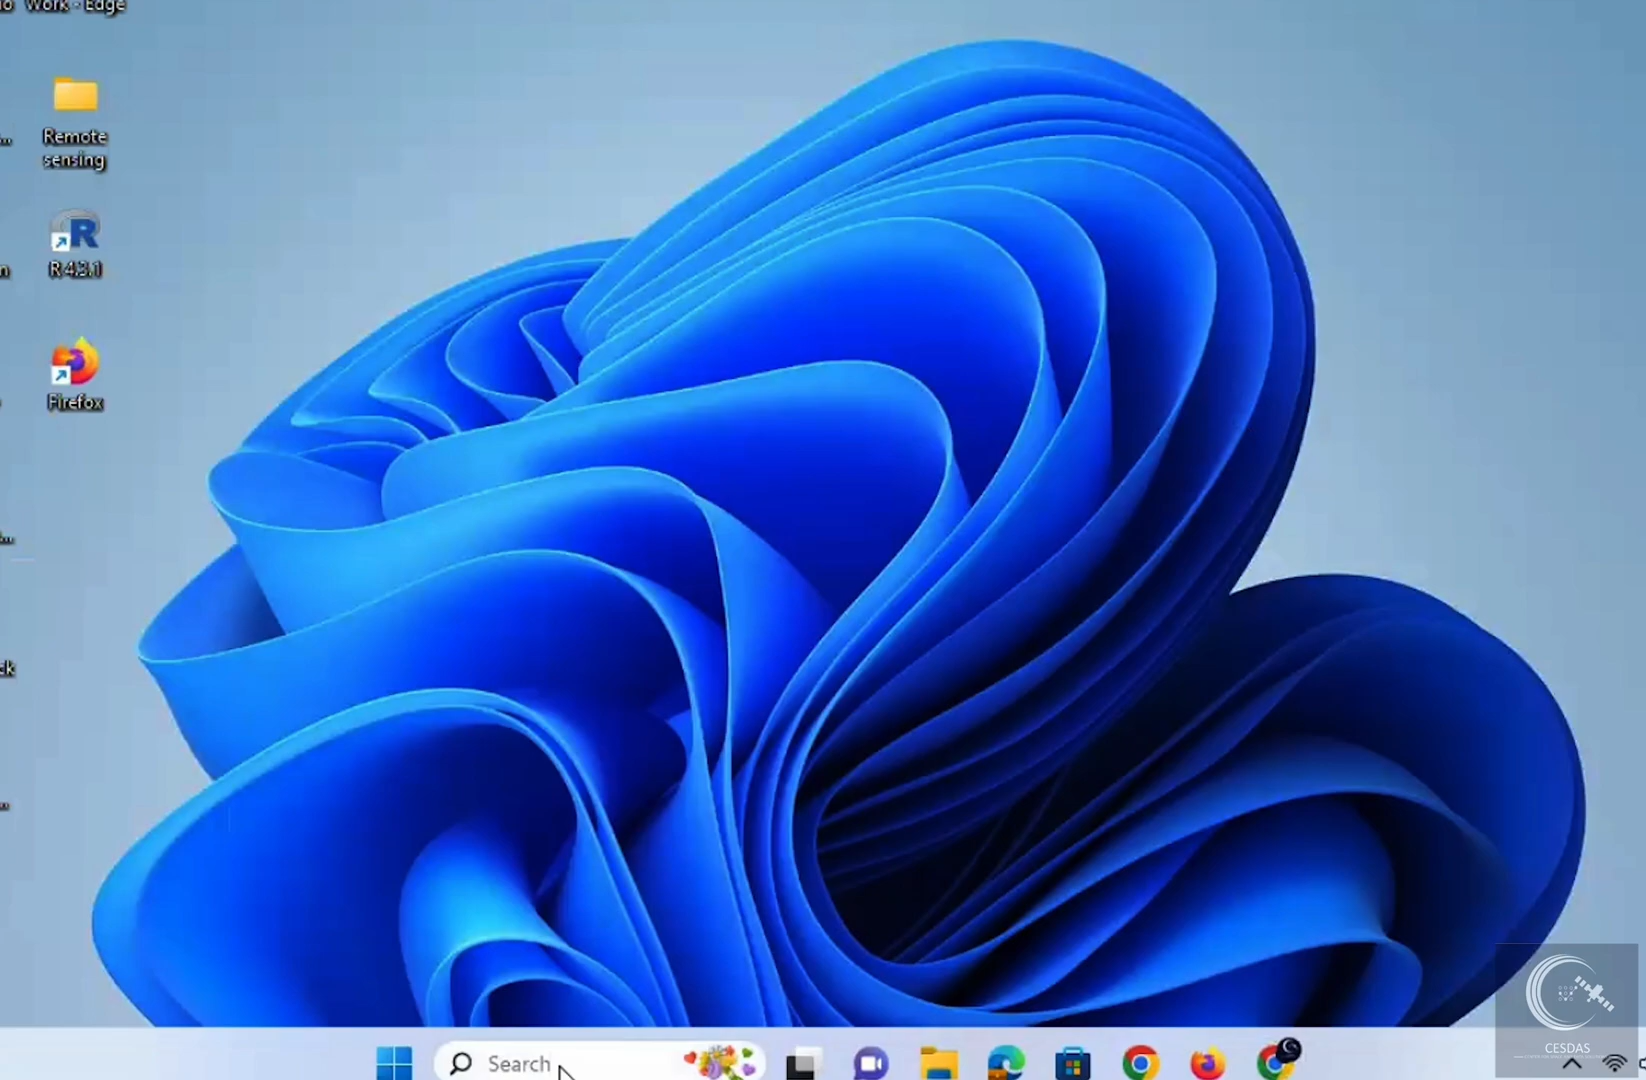 Work - Edge
Remote
sensing
R 4.3.1
Firefox
Search
CESDAS